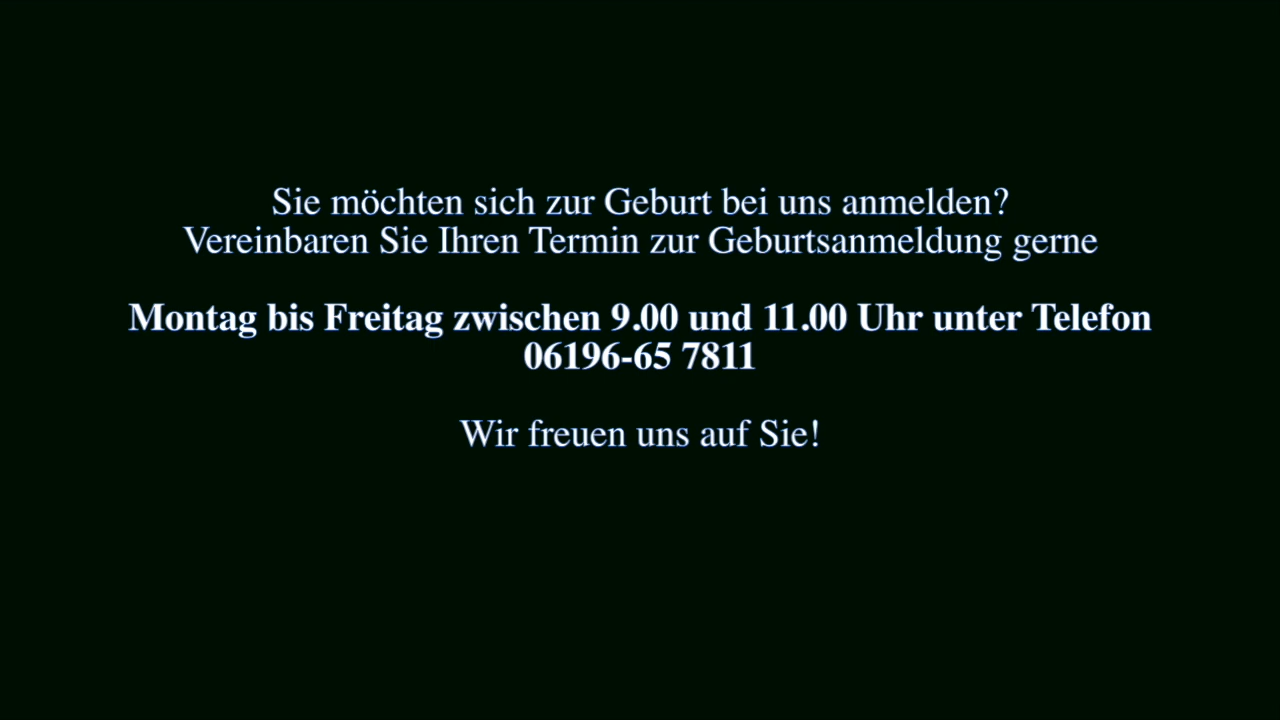 Sie möchten sich zur Geburt bei uns anmelden?
Vereinbaren Sie Ihren Termin zur Geburtsanmeldung gerne
Montag bis Freitag zwischen 9.00 und 11.00 Uhr unter Telefon
06196-65 7811
Wir freuen uns auf Sie!